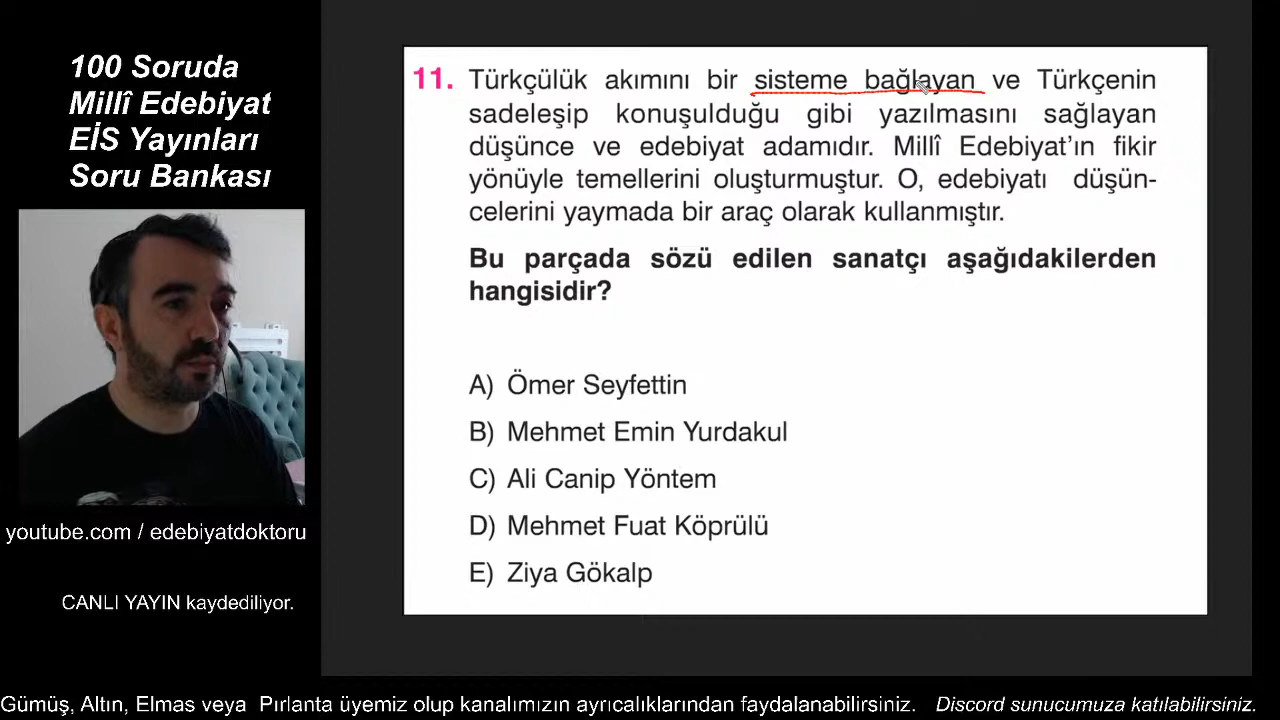 100 Soruda
Millî Edebiyat
EİS Yayınları
Soru Bankası
youtube.com / edebiyatdoktoru
CANLI YAYIN kaydediliyor.
11. Türkçülük akımını bir sisteme bağlayan ve Türkçenin
sadeleşip konuşulduğu gibi yazılmasını sağlayan
düşünce ve edebiyat adamıdır. Millî Edebiyat’ın fikir
yönüyle temellerini oluşturmuştur. O, edebiyatı düşün-
celerini yaymada bir araç olarak kullanmıştır.
Bu parçada sözü edilen sanatçı aşağıdakilerden
hangisidir?
A) Ömer Seyfettin
B) Mehmet Emin Yurdakul
C) Ali Canip Yöntem
D) Mehmet Fuat Köprülü
E) Ziya Gökalp
Gümüş, Altın, Elmas veya Pırlanta üyemiz olup kanalımızın ayrıcalıklarından faydalanabilirsiniz. Discord sunucumuza katılabilirsiniz.